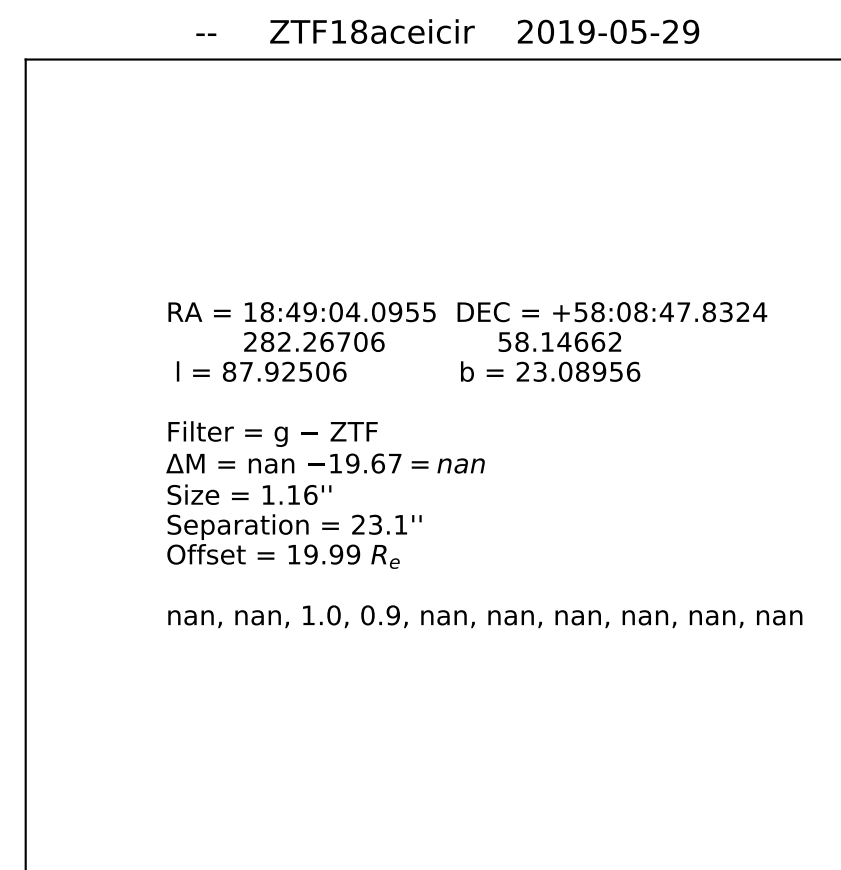 -- ZTF18aceicir 2019-05-29
RA = 18:49:04.0955 DEC = +58:08:47.8324
282.26706 58.14662
l = 87.92506 b = 23.08956
Filter = g − ZTF
ΔM = nan −19.67 = nan
Size = 1.16''
Separation = 23.1''
Offset = 19.99 Re
nan, nan, 1.0, 0.9, nan, nan, nan, nan, nan, nan